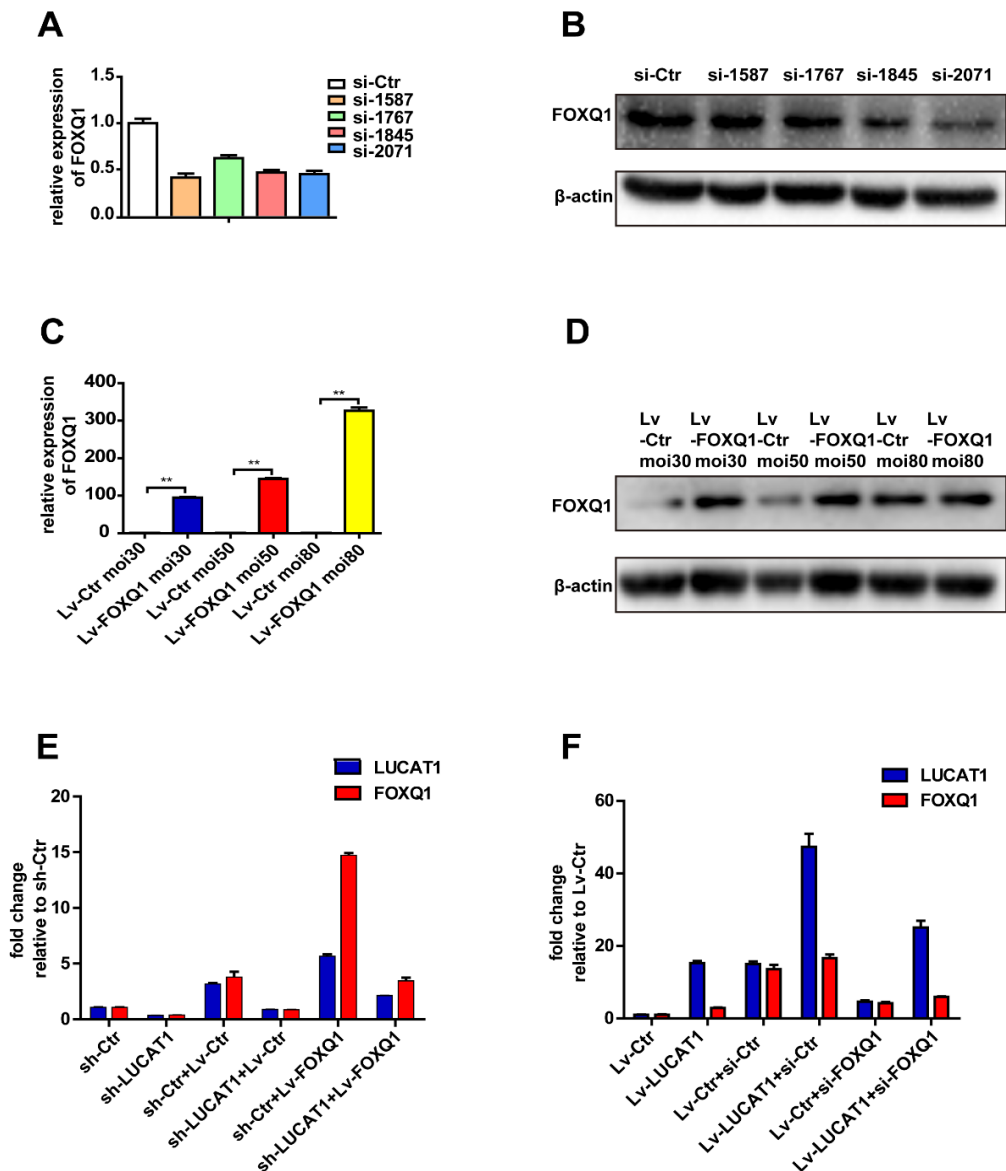 A
relative expression
of FOXQ1
1.5
1.0
0.5
0.0
si-Ctr
si-1587
si-1767
si-1845
si-2071
B
si-Ctr si-1587 si-1767 si-1845 si-2071
FOXQ1
β-actin
C
relative expression
of FOXQ1
400
300
200
100
0
**
**
**
Lv-Ctr moi30
Lv-FOXQ1 moi30
Lv-Ctr moi50
Lv-FOXQ1 moi50
Lv-Ctr moi80
Lv-FOXQ1 moi80
D
Lv Lv Lv Lv Lv Lv
-Ctr -FOXQ1 -Ctr -FOXQ1 -Ctr -FOXQ1
moi30 moi30 moi50 moi50 moi80 moi80
FOXQ1
β-actin
E
LUCAT1
FOXQ1
fold change
relative to sh-Ctr
20
15
10
5
0
sh-Ctr
sh-LUCAT1
sh-Ctr+Lv-Ctr
sh-LUCAT1+Lv-Ctr
sh-Ctr+Lv-FOXQ1
sh-LUCAT1+Lv-FOXQ1
F
LUCAT1
FOXQ1
fold change
relative to Lv-Ctr
60
40
20
0
Lv-Ctr
Lv-LUCAT1
Lv-Ctr+si-Ctr
Lv-LUCAT1+si-Ctr
Lv-Ctr+si-FOXQ1
Lv-LUCAT1+si-FOXQ1